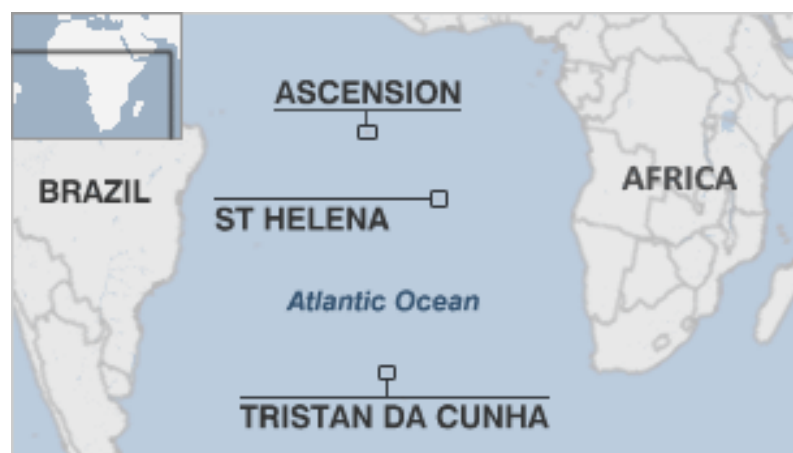 ASCENSION
BRAZIL
AFRICA
ST HELENA
Atlantic Ocean
TRISTAN DA CUNHA